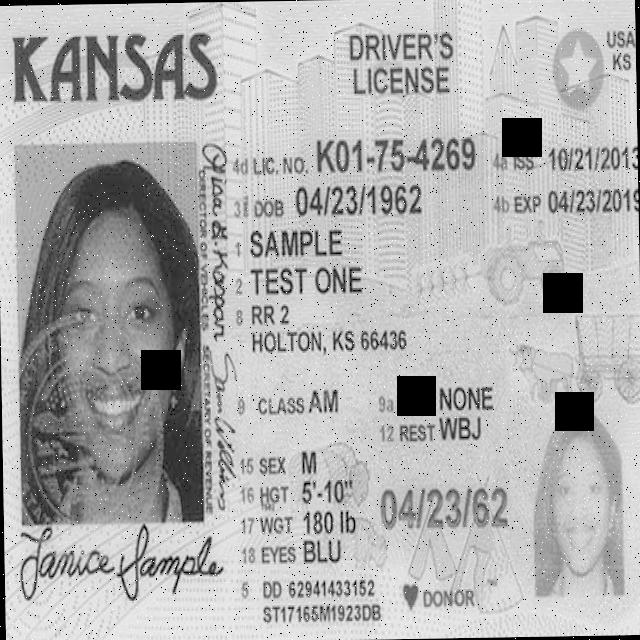 KANSAS
DRIVER'S
LICENSE
USA
KS
4d LIC. NO. K01-75-4269
4a ISS 10/21/2013
3 DOB 04/23/1962
4b EXP 04/23/2019
1 SAMPLE
2 TEST ONE
8 RR 2
HOLTON, KS 66436
9 CLASS AM
9a NONE
12 REST WBJ
15 SEX M
16 HGT 5'-10"
17 WGT 180 lb
18 EYES BLU
04/23/62
5 DD 62941433152
ST17165M1923DB
DONOR
DIRECTOR OF VEHICLES
SECRETARY OF REVENUE
Janice Sample